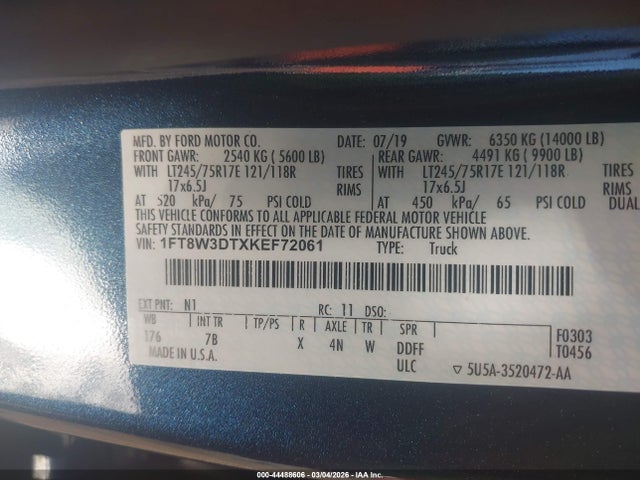 MFD. BY FORD MOTOR CO. DATE: 07/19 GVWR: 6350 KG (14000 LB)
FRONT GAWR: 2540 KG (5600 LB) REAR GAWR: 4491 KG (9900 LB)
WITH LT245/75R17E 121/118R TIRES WITH LT245/75R17E 121/118R TIRES
17x6.5J RIMS 17x6.5J RIMS
AT 520 kPa/ 75 PSI COLD AT 450 kPa/ 65 PSI COLD DUAL
THIS VEHICLE CONFORMS TO ALL APPLICABLE FEDERAL MOTOR VEHICLE
SAFETY STANDARDS IN EFFECT ON THE DATE OF MANUFACTURE SHOWN ABOVE.
VIN: 1FT8W3DTXKEF72061 TYPE: Truck
EXT PNT: N1 RC: 11 DSO:
WB INT TR TP/PS R AXLE TR SPR F0303
176 7B X 4N W DDFF T0456
MADE IN U.S.A. ULC ▽ 5U5A-3520472-AA
000-44488606 - 03/04/2026 - IAA Inc.